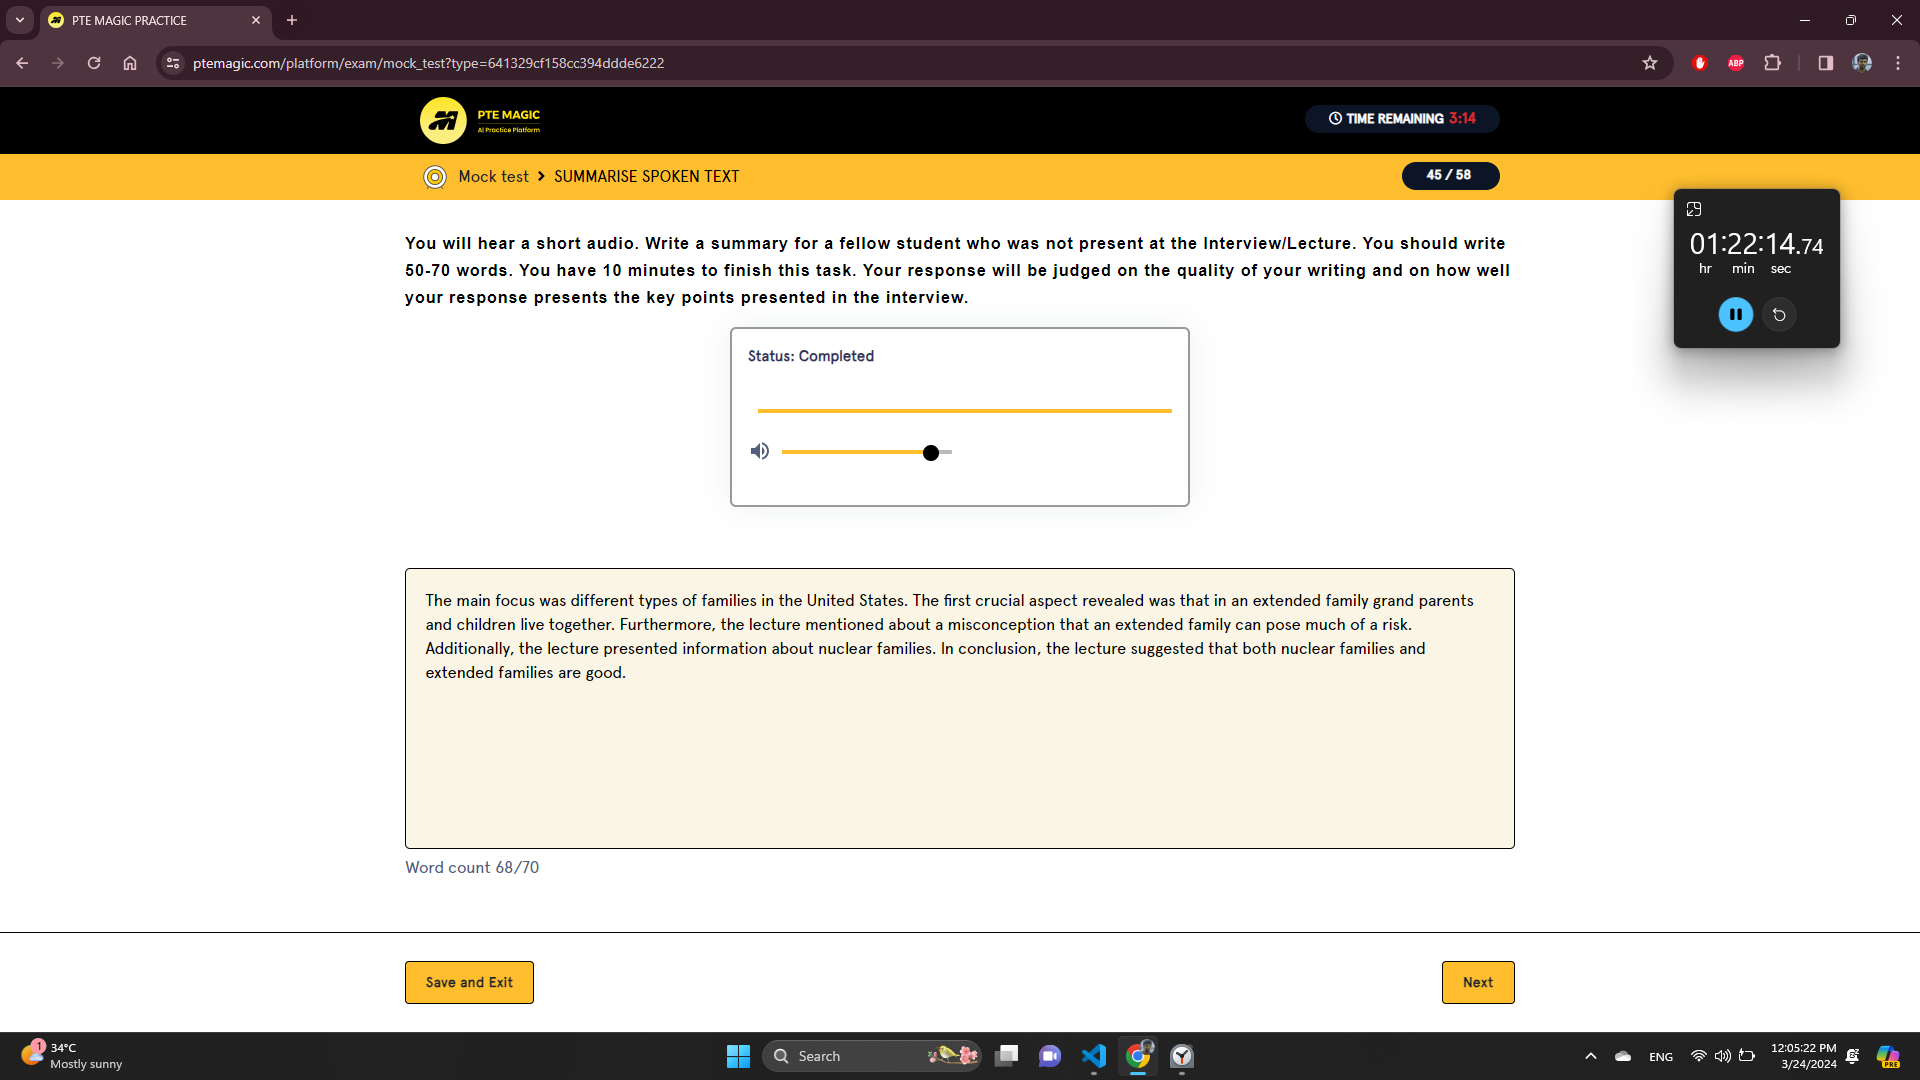 PTE MAGIC PRACTICE
ptemagic.com/platform/exam/mock_test?type=641329cf158cc394ddde6222
ABP
PTE MAGIC
AI Practice Platform
TIME REMAINING 3:14
Mock test > SUMMARISE SPOKEN TEXT
45 / 58
01:22:14.74
hr min sec
You will hear a short audio. Write a summary for a fellow student who was not present at the Interview/Lecture. You should write
50-70 words. You have 10 minutes to finish this task. Your response will be judged on the quality of your writing and on how well
your response presents the key points presented in the interview.
Status: Completed
The main focus was different types of families in the United States. The first crucial aspect revealed was that in an extended family grand parents
and children live together. Furthermore, the lecture mentioned about a misconception that an extended family can pose much of a risk.
Additionally, the lecture presented information about nuclear families. In conclusion, the lecture suggested that both nuclear families and
extended families are good.
Word count 68/70
Save and Exit
Next
1
34°C
Mostly sunny
Search
ENG
12:05:22 PM
3/24/2024
PRE